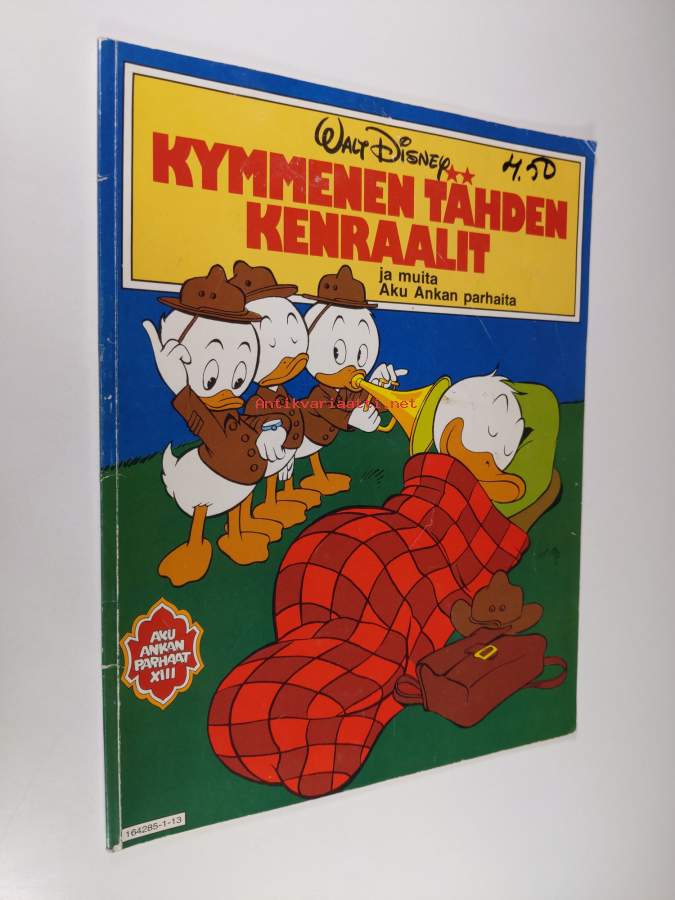 WALT DISNEY
4.50
KYMMENEN TÄHDEN
KENRAALIT
ja muita
Aku Ankan parhaita
Antikvariaatti.net
AKU
ANKAN
PARHAAT
XIII
164285-1-13